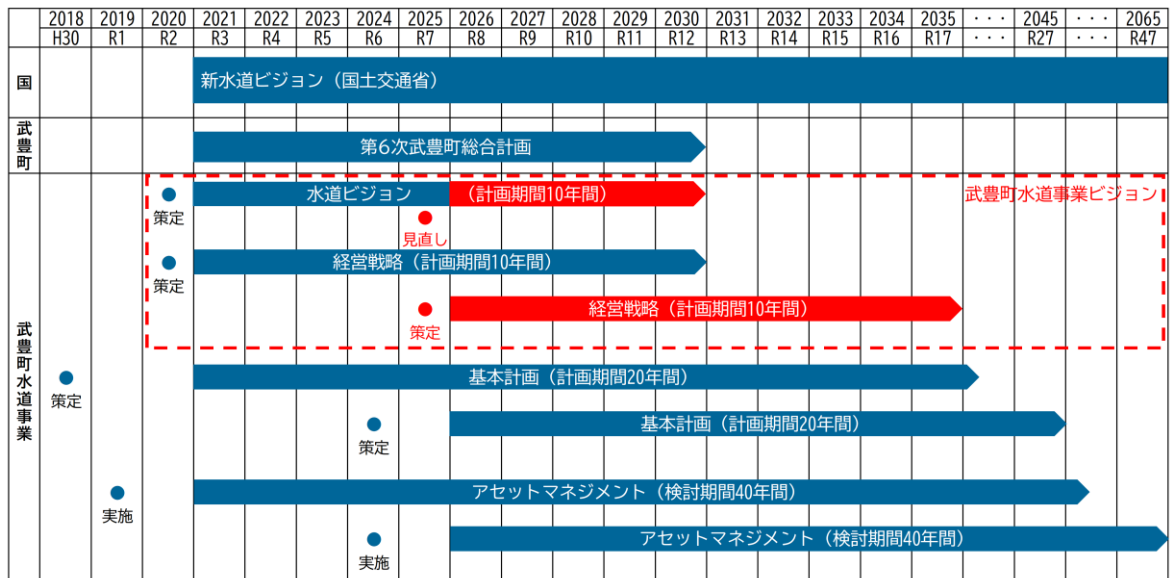 2018 2019 2020 2021 2022 2023 2024 2025 2026 2027 2028 2029 2030 2031 2032 2033 2034 2035 ・・・ 2045 ・・・ 2065
H30 R1 R2 R3 R4 R5 R6 R7 R8 R9 R10 R11 R12 R13 R14 R15 R16 R17 ・・・ R27 ・・・ R47
国
新水道ビジョン（国土交通省）
武豊町
第6次武豊町総合計画
武豊町水道事業
水道ビジョン （計画期間10年間）
武豊町水道事業ビジョン
策定
見直し
経営戦略（計画期間10年間）
策定
経営戦略（計画期間10年間）
策定
基本計画（計画期間20年間）
策定
基本計画（計画期間20年間）
策定
アセットマネジメント（検討期間40年間）
実施
アセットマネジメント（検討期間40年間）
実施